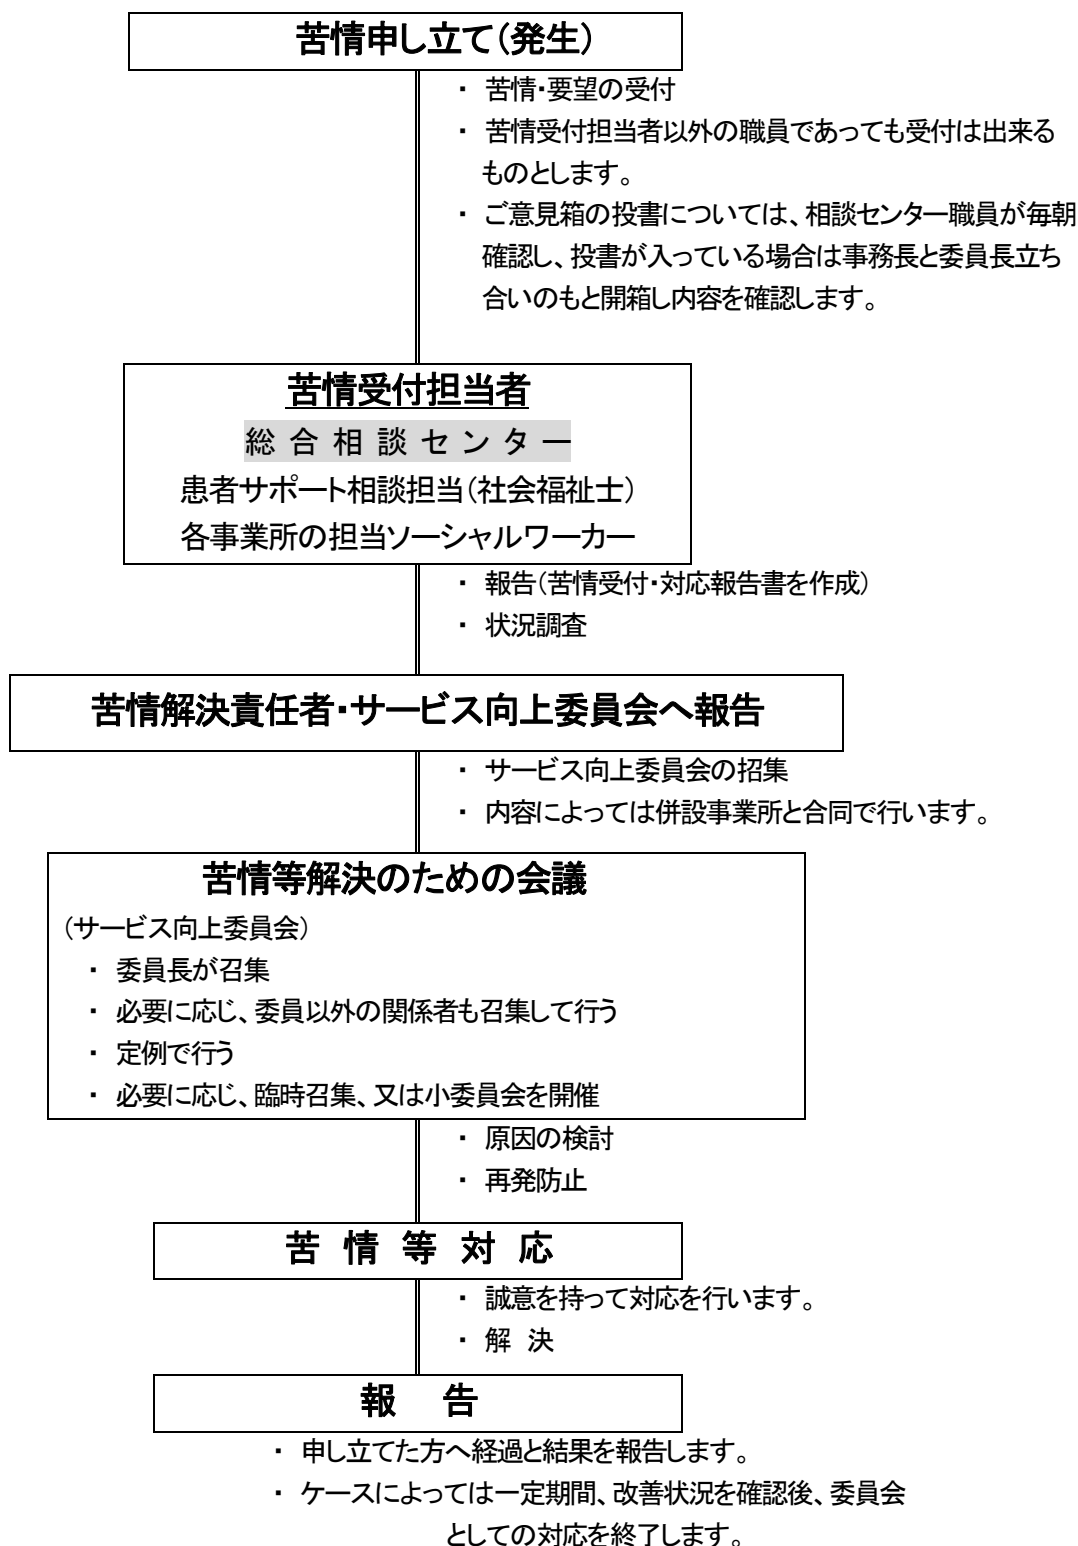 苦情申し立て（発生）
・ 苦情・要望の受付
・ 苦情受付担当者以外の職員であっても受付は出来る
ものとします。
・ ご意見箱の投書については、相談センター職員が毎朝
確認し、投書が入っている場合は事務長と委員長立ち
合いのもと開箱し内容を確認します。
苦情受付担当者
総 合 相 談 セ ン タ ー
患者サポート相談担当（社会福祉士）
各事業所の担当ソーシャルワーカー
・ 報告（苦情受付・対応報告書を作成）
・ 状況調査
苦情解決責任者・サービス向上委員会へ報告
・ サービス向上委員会の招集
・ 内容によっては併設事業所と合同で行います。
苦情等解決のための会議
（サービス向上委員会）
・ 委員長が召集
・ 必要に応じ、委員以外の関係者も召集して行う
・ 定例で行う
・ 必要に応じ、臨時召集、又は小委員会を開催
・ 原因の検討
・ 再発防止
苦 情 等 対 応
・ 誠意を持って対応を行います。
・ 解 決
報 告
・ 申し立てた方へ経過と結果を報告します。
・ ケースによっては一定期間、改善状況を確認後、委員会
としての対応を終了します。